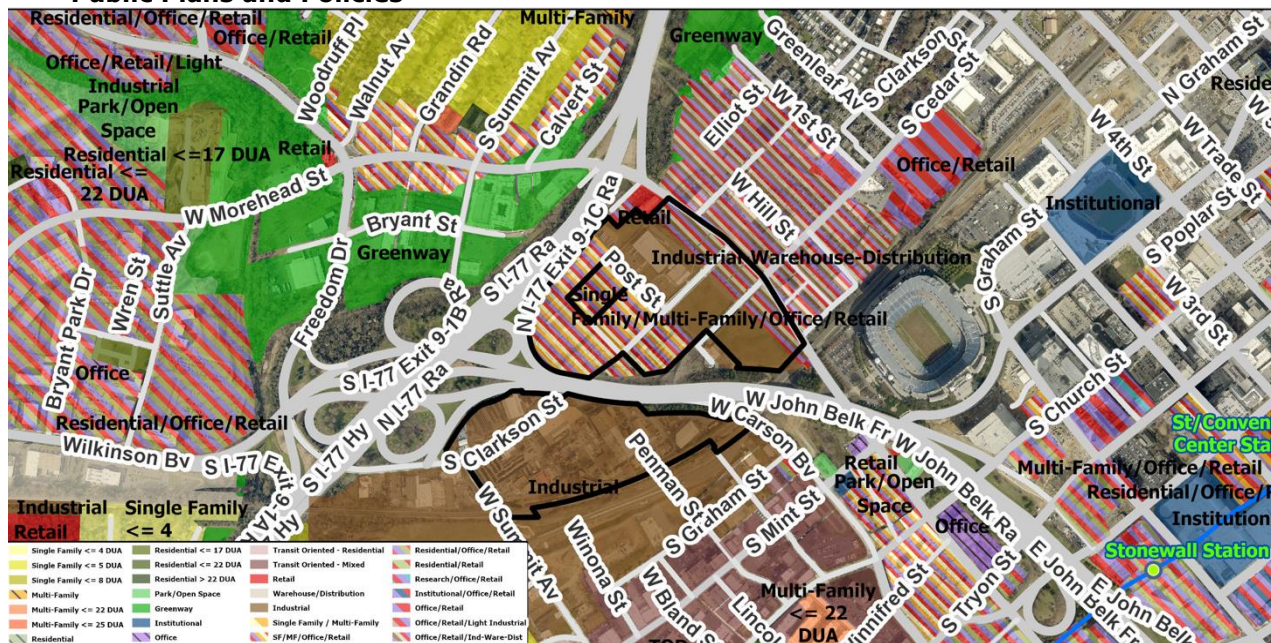 Public Plans and Policies
Residential/Office/Retail
Office/Retail
Office/Retail/Light
Industrial
Park/Open
Space
Residential <=17 DUA
Residential <=
22 DUA
Retail
Woodruff Pl
Walnut Av
Grandin Rd
S Summit Av
Calvert St
Multi-Family
Greenway
Greenleaf Av
S Clarkson St
S Cedar St
Elliot St
W 1st St
W Hill St
Office/Retail
N Graham St
W 4th St
W Trade St
S Poplar St
W 3rd St
Institutional
S Graham St
S Church St
W Morehead St
Bryant St
Greenway
Freedom Dr
Suttle Av
Wren St
Bryant Park Dr
Office
Residential/Office/Retail
Wilkinson Bv
S I-77 Ra
N I-77 Exit 9-1C Ra
S I-77 Exit 9-1B Ra
N I-77 Ra
S I-77 Hy
S I-77 Exit
9-1A
Hy
Retail
Industrial Warouse-Distribution
Post St
Single
Family/Multi-Family/Office/Retail
S Clarkson St
Industrial
W John Belk Fr
W John Belk Fr
W John Belk Ra
E John Belk Fr
E John Belk
W Carson Bv
Penman St
S Graham St
S Mint St
W Summit Av
Winona St
W Bland St
Lincoln
Winnifred St
S Tryon St
Retail
Park/Open
Space
Office
Multi-Family
<= 22
DUA
Multi-Family/Office/Retail
Residential/Office/
Institution
St/Conven
Center Sta
Stonewall Station
Industrial
Retail
Single Family
<= 4
Single Family <= 4 DUA
Single Family <= 5 DUA
Single Family <= 8 DUA
Multi-Family
Multi-Family <= 22 DUA
Multi-Family <= 25 DUA
Residential
Residential <= 17 DUA
Residential <= 22 DUA
Residential > 22 DUA
Park/Open Space
Greenway
Institutional
Office
Transit Oriented - Residential
Transit Oriented - Mixed
Retail
Warehouse/Distribution
Industrial
Single Family / Multi-Family
SF/MF/Office/Retail
Residential/Office/Retail
Residential/Retail
Research/Office/Retail
Institutional/Office/Retail
Office/Retail
Office/Retail/Light Industrial
Office/Retail/Ind-Ware-Dist